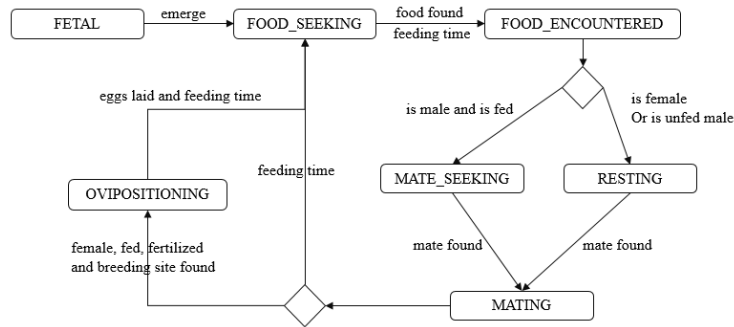 FETAL
emerge
FOOD_SEEKING
food found
feeding time
FOOD_ENCOUNTERED
eggs laid and feeding time
is male and is fed
is female
Or is unfed male
feeding time
OVIPOSITIONING
MATE_SEEKING
RESTING
female, fed, fertilized
and breeding site found
mate found
mate found
MATING